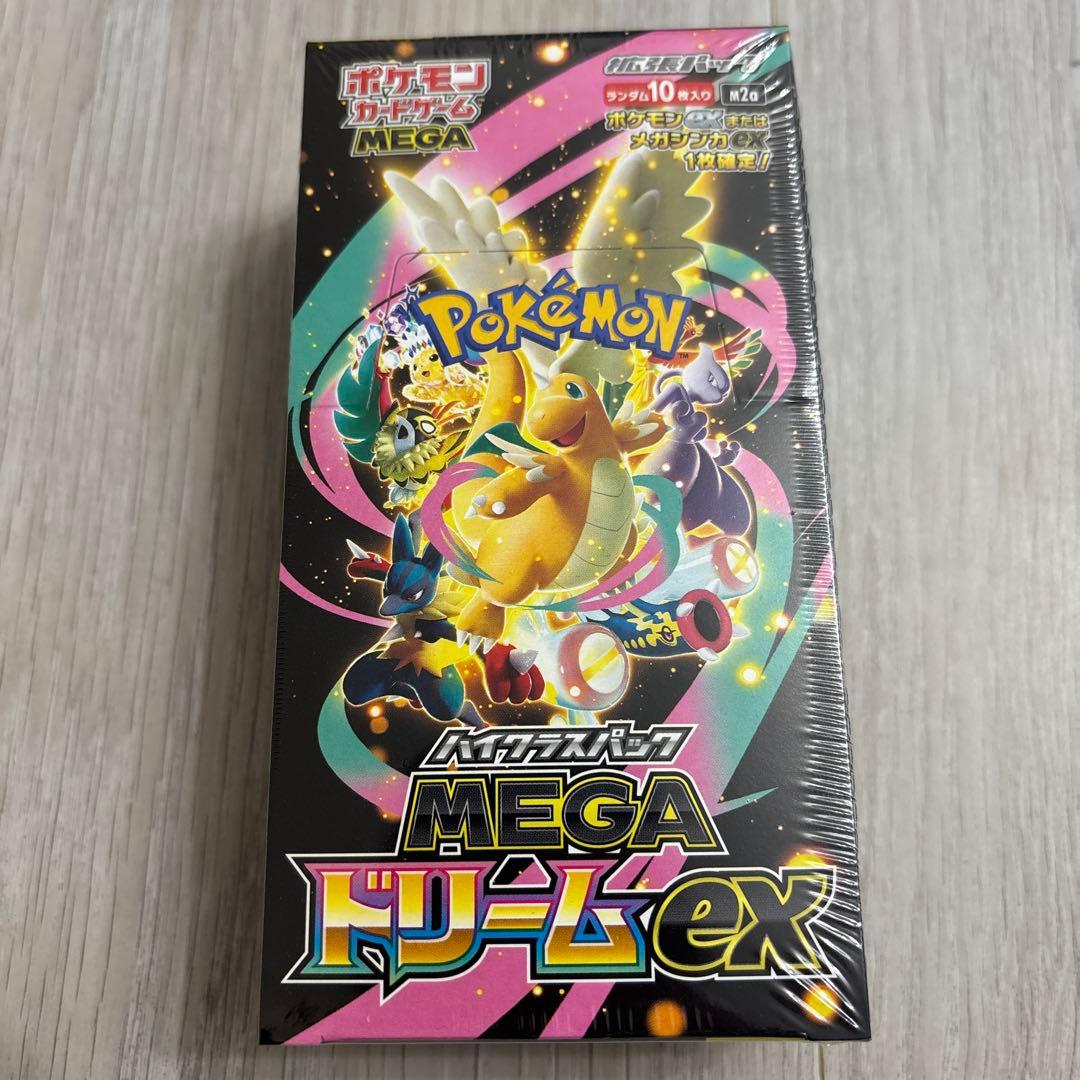 ポケモン
カードゲーム
MEGA
拡張パック
ランダム10枚入り M2a
ポケモンexまたは
メガシンカex
1枚確定!
POKéMON
TM
ハイクラスパック
MEGA
ドリームex